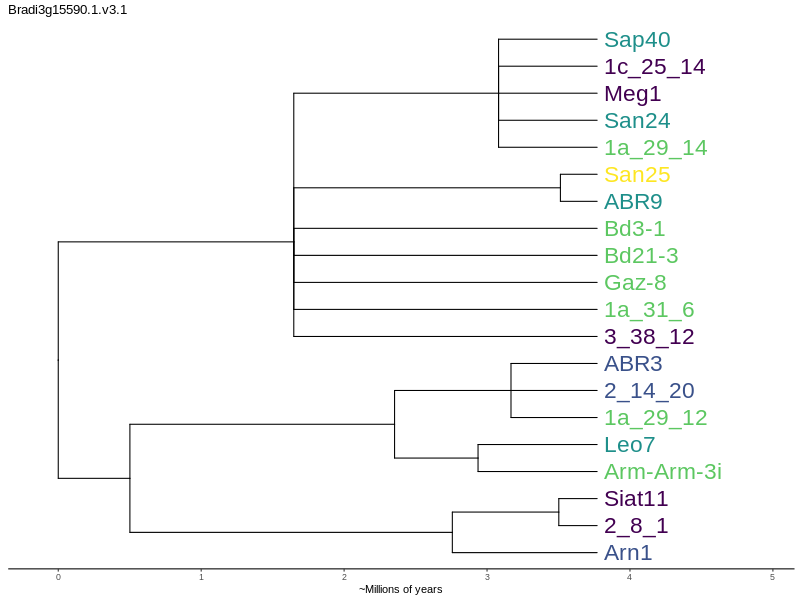 Bradi3g15590.1.v3.1
Sap40
1c_25_14
Meg1
San24
1a_29_14
San25
ABR9
Bd3-1
Bd21-3
Gaz-8
1a_31_6
3_38_12
ABR3
2_14_20
1a_29_12
Leo7
Arm-Arm-3i
Siat11
2_8_1
Arn1
0 1 2 3 4 5
~Millions of years